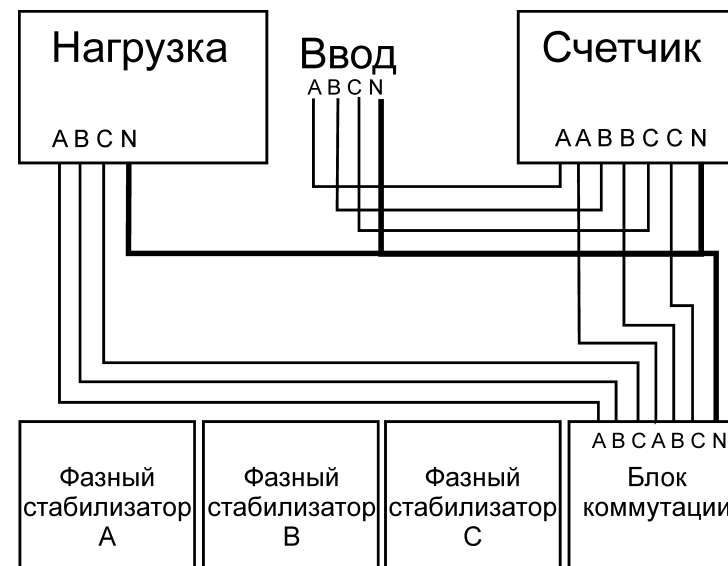 Нагрузка
A B C N
Ввод
A B C N
Счетчик
A A B B C C N
Фазный
стабилизатор
A
Фазный
стабилизатор
B
Фазный
стабилизатор
C
A B C A B C N
Блок
коммутации